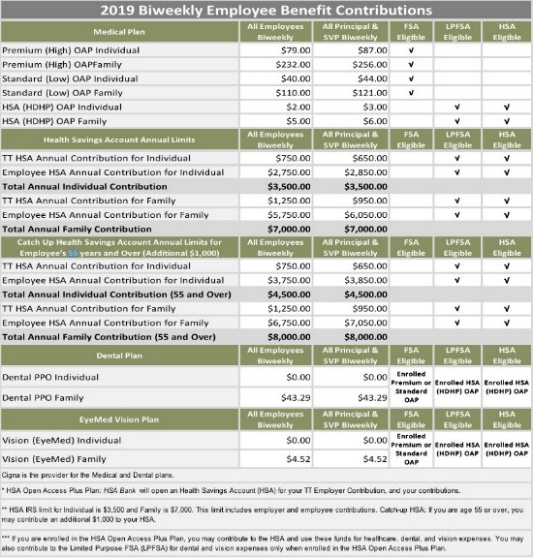 2019 Biweekly Employee Benefit Contributions
Medical Plan All Employees Biweekly All Principal & SVP Biweekly FSA Eligible LPFSA Eligible HSA Eligible
Premium (High) OAP Individual $79.00 $87.00 √
Premium (High) OAPFamily $232.00 $256.00 √
Standard (Low) OAP Individual $40.00 $44.00 √
Standard (Low) OAP Family $110.00 $121.00 √
HSA (HDHP) OAP Individual $2.00 $3.00 √ √
HSA (HDHP) OAP Family $5.00 $6.00 √ √
Health Savings Account Annual Limits All Employees Biweekly All Principal & SVP Biweekly FSA Eligible LPFSA Eligible HSA Eligible
TT HSA Annual Contribution for Individual $750.00 $650.00 √ √
Employee HSA Annual Contribution for Individual $2,750.00 $2,850.00 √ √
Total Annual Individual Contribution $3,500.00 $3,500.00
TT HSA Annual Contribution for Family $1,250.00 $950.00 √ √
Employee HSA Annual Contribution for Family $5,750.00 $6,050.00 √ √
Total Annual Family Contribution $7,000.00 $7,000.00
Catch Up Health Savings Account Annual Limits for Employee's 55 years and Over (Additional $1,000) All Employees Biweekly All Principal & SVP Biweekly FSA Eligible LPFSA Eligible HSA Eligible
TT HSA Annual Contribution for Individual $750.00 $650.00 √ √
Employee HSA Annual Contribution for Individual $3,750.00 $3,850.00 √ √
Total Annual Individual Contribution (55 and Over) $4,500.00 $4,500.00
TT HSA Annual Contribution for Family $1,250.00 $950.00 √ √
Employee HSA Annual Contribution for Family $6,750.00 $7,050.00 √ √
Total Annual Family Contribution (55 and Over) $8,000.00 $8,000.00
Dental Plan All Employees Biweekly All Principal & SVP Biweekly FSA Eligible LPFSA Eligible HSA Eligible
Dental PPO Individual $0.00 $0.00 Enrolled Premium or Standard OAP Enrolled HSA (HDHP) OAP Enrolled HSA (HDHP) OAP
Dental PPO Family $43.29 $43.29
EyeMed Vision Plan All Employees Biweekly All Principal & SVP Biweekly FSA Eligible LPFSA Eligible HSA Eligible
Vision (EyeMed) Individual $0.00 $0.00 Enrolled Premium or Standard OAP Enrolled HSA (HDHP) OAP Enrolled HSA (HDHP) OAP
Vision (EyeMed) Family $4.52 $4.52
Cigna is the provider for the Medical and Dental plans.
* HSA Open Access Plus Plan: HSA Bank will open an Health Savings Account (HSA) for your TT Employer Contribution, and your contributions.
** HSA IRS limit for Individual is $3,500 and Family is $7,000. This limit includes employer and employee contributions. Catch-up HSA: If you are age 55 or over, you
may contribute an additional $1,000 to your HSA.
*** If you are enrolled in the HSA Open Access Plus Plan, you may contribute to the HSA and use these funds for healthcare, dental, and vision expenses. You may
also contribute to the Limited Purpose FSA (LPFSA) for dental and vision expenses only when enrolled in the HSA Open Access Plus Plan.